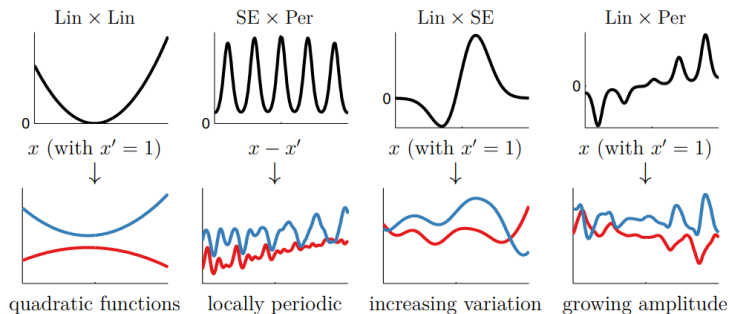 Lin × Lin SE × Per Lin × SE Lin × Per
0 0 0 0
x (with x′ = 1) x − x′ x (with x′ = 1) x (with x′ = 1)
↓ ↓ ↓ ↓
quadratic functions locally periodic increasing variation growing amplitude